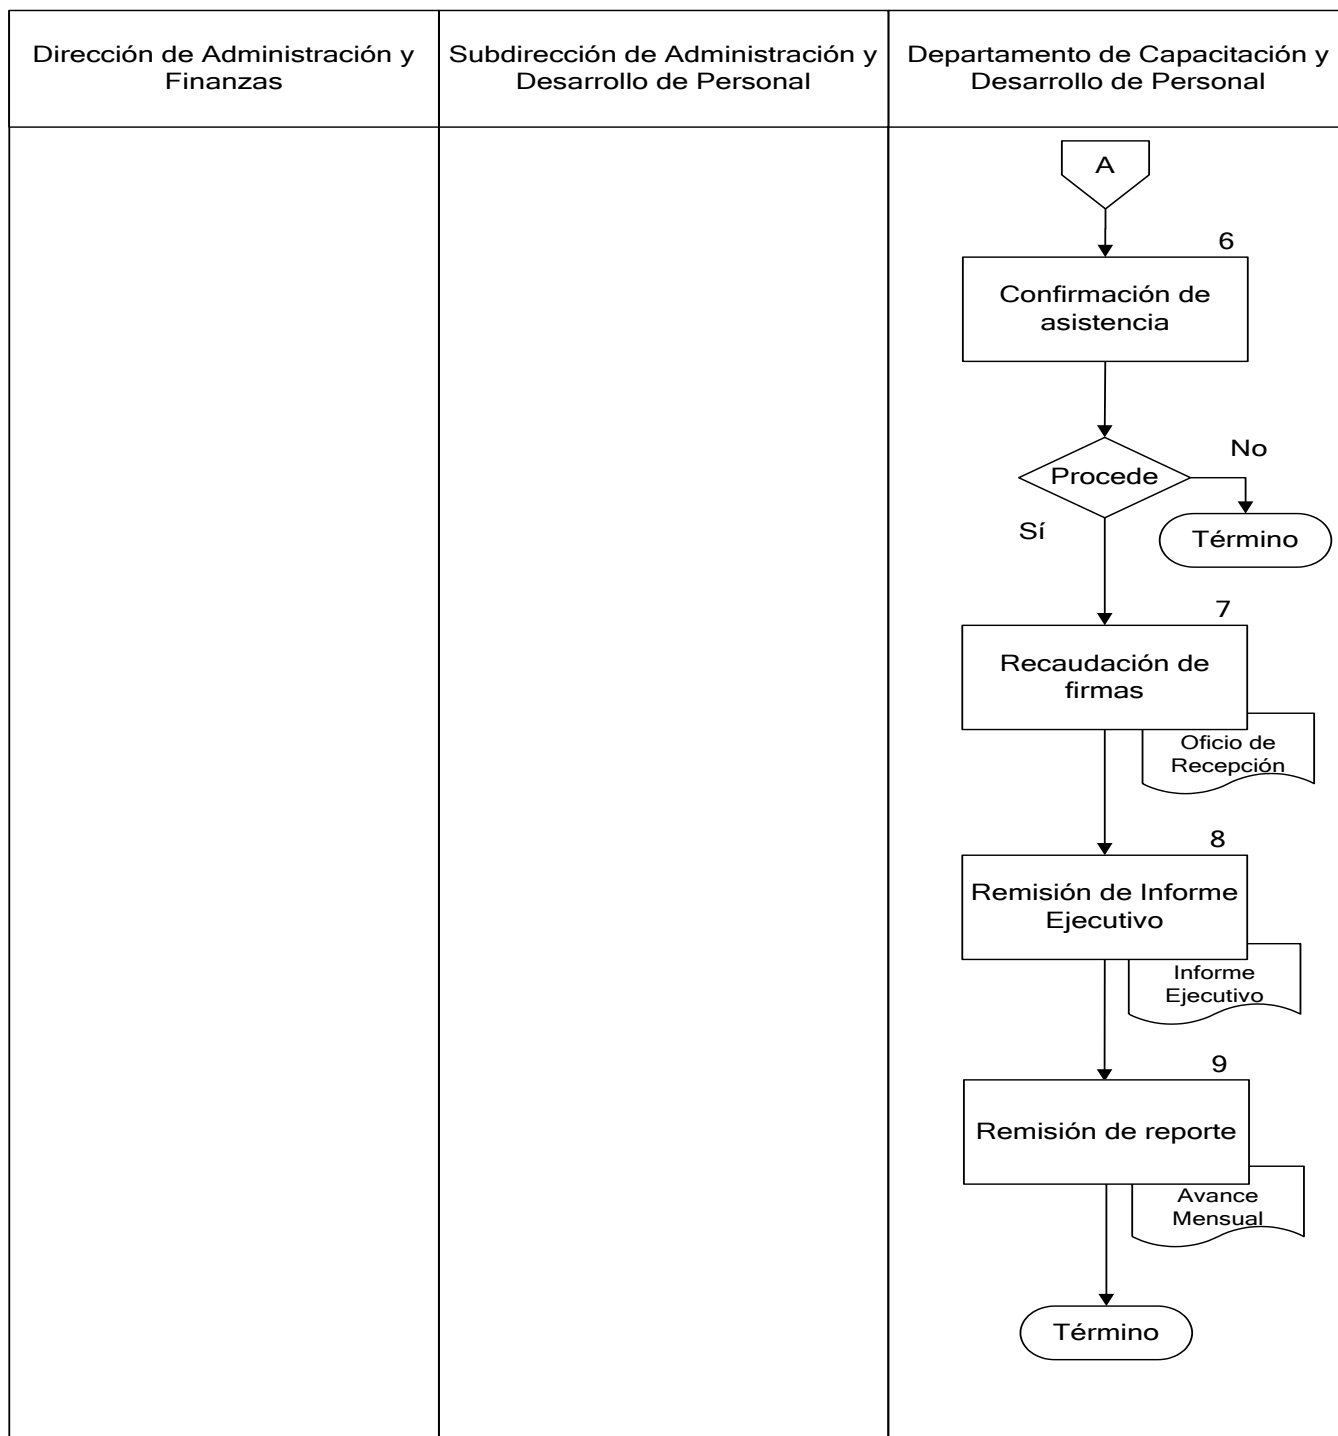 Dirección de Administración y
Finanzas
Subdirección de Administración y
Desarrollo de Personal
Departamento de Capacitación y
Desarrollo de Personal
A
6
Confirmación de
asistencia
Procede
No
Sí
Término
7
Recaudación de
firmas
Oficio de
Recepción
8
Remisión de Informe
Ejecutivo
Informe
Ejecutivo
9
Remisión de reporte
Avance
Mensual
Término